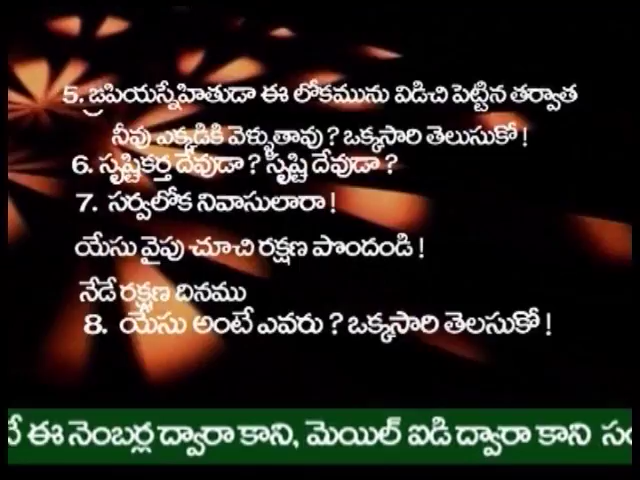 5. ప్రియస్నేహితుడా ఈ లోకమును విడిచి పెట్టిన తర్వాత
నీవు ఎక్కడికి వెళ్ళుతావు ? ఒక్కసారి తెలుసుకో !
6. సృష్టికర్త దేవుడా ? సృష్టి దేవుడా ?
7. సర్వలోక నివాసులారా !
యేసు వైపు చూచి రక్షణ పొందండి !
నేడే రక్షణ దినము
8. యేసు అంటే ఎవరు ? ఒక్కసారి తెలసుకో !
ఈ నెంబర్ల ద్వారా కాని, మెయిల్ ఐడి ద్వారా కాని